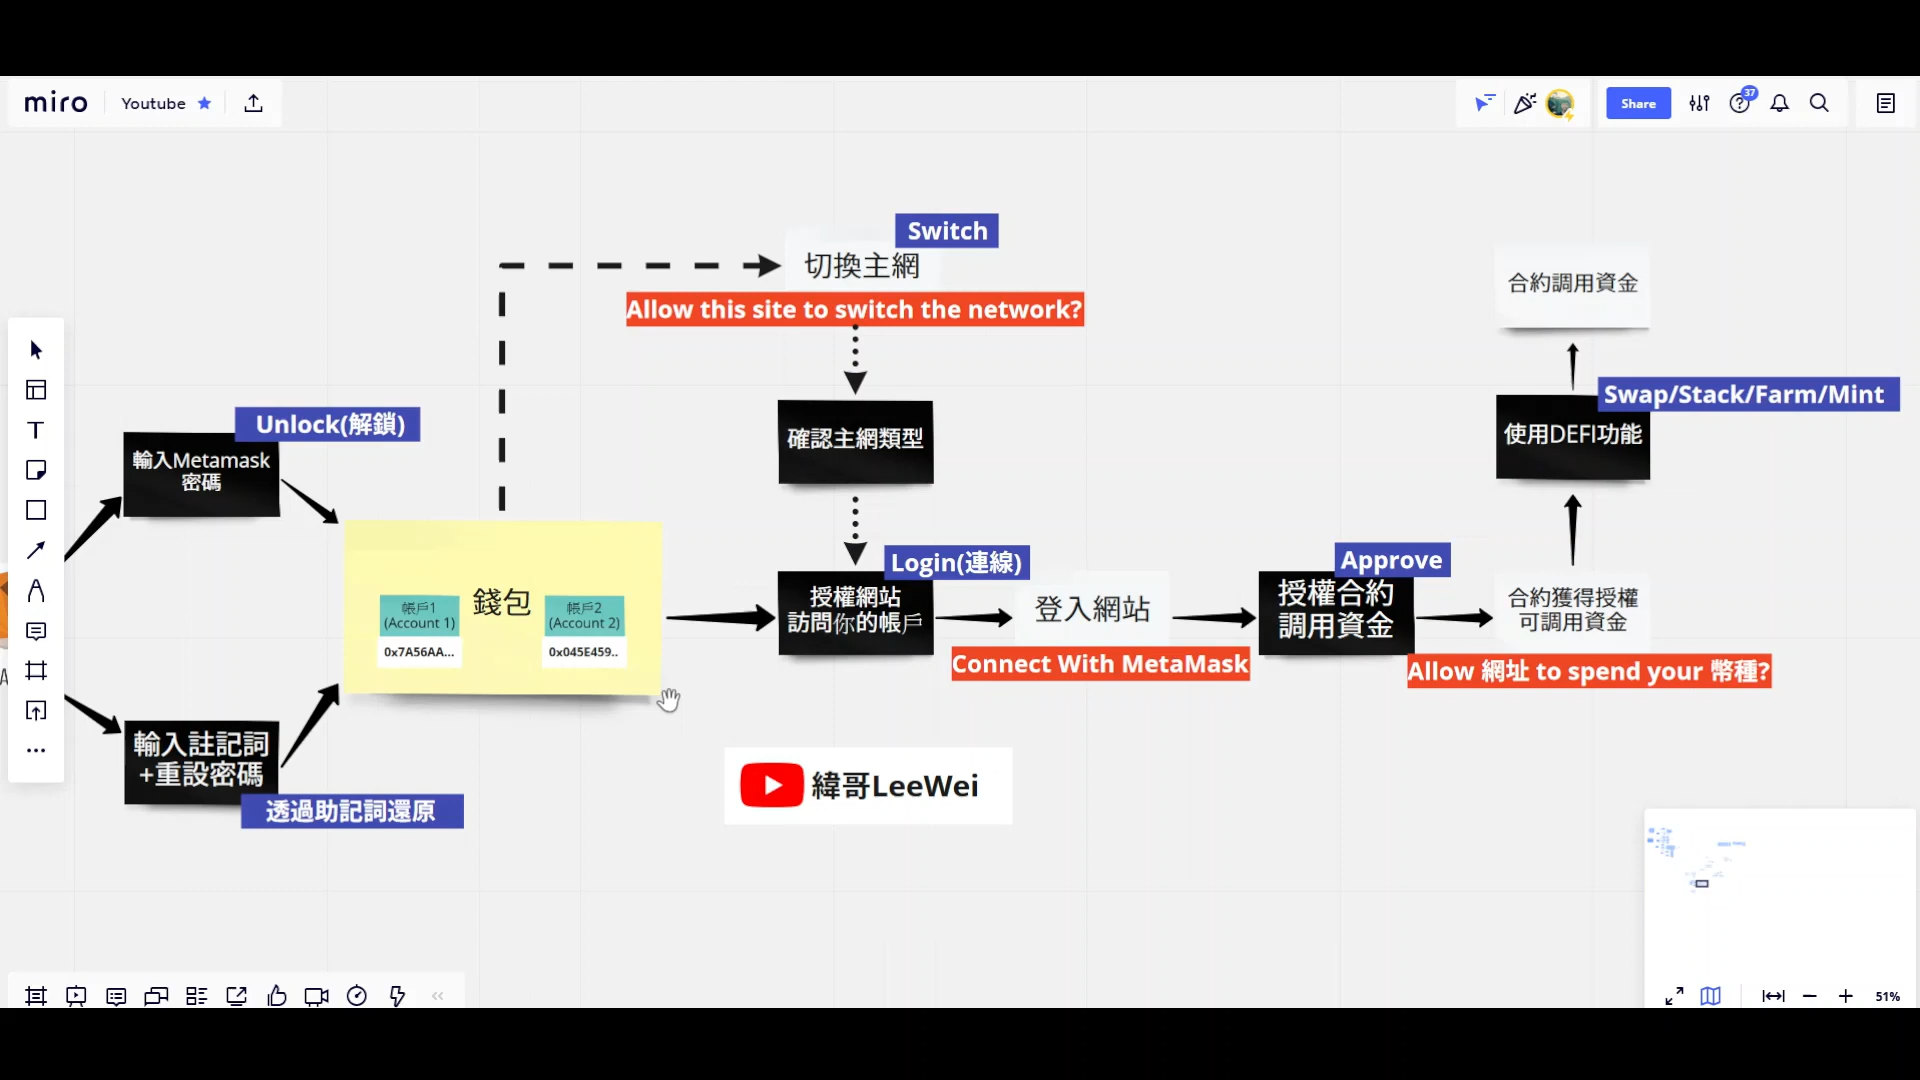 miro
Youtube
Share
37
Switch
切換主網
Allow this site to switch the network?
合約調用資金
Swap/Stack/Farm/Mint
使用DEFI功能
Unlock(解鎖)
輸入Metamask
密碼
確認主網類型
錢包
帳戶1
(Account 1)
0x7A56AA...
帳戶2
(Account 2)
0x045E459..
Login(連線)
授權網站
訪問你的帳戶
登入網站
Connect With MetaMask
Approve
授權合約
調用資金
合約獲得授權
可調用資金
Allow 網址 to spend your 幣種?
輸入註記詞
+重設密碼
透過助記詞還原
緯哥LeeWei
51%